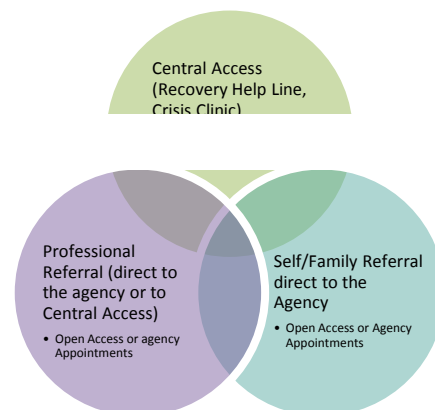 Central Access
(Recovery Help Line,
Crisis Clinic)
Professional
Referral (direct to
the agency or to
Central Access)
• Open Access or agency
Appointments
Self/Family Referral
direct to the
Agency
• Open Access or Agency
Appointments